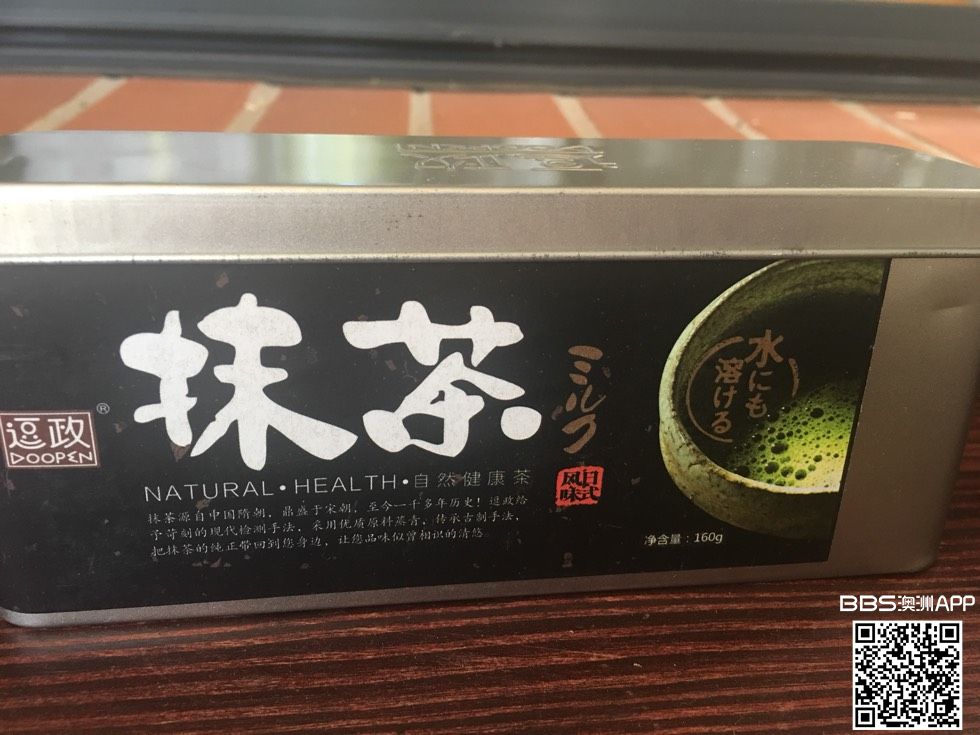 抹茶
ミルク
日式
风味
水にも
溶ける
逗政®
DOOPEN
NATURAL•HEALTH•自然健康茶
抹茶源自中国隋朝，鼎盛于宋朝，至今一千多年历史！逗政给
予苛刻的现代检测手法，采用优质原料蒸青，传承古制手法，
把抹茶的纯正带回到您身边，让您品味似曾相识的清悠
净含量：160g
BBS澳洲APP